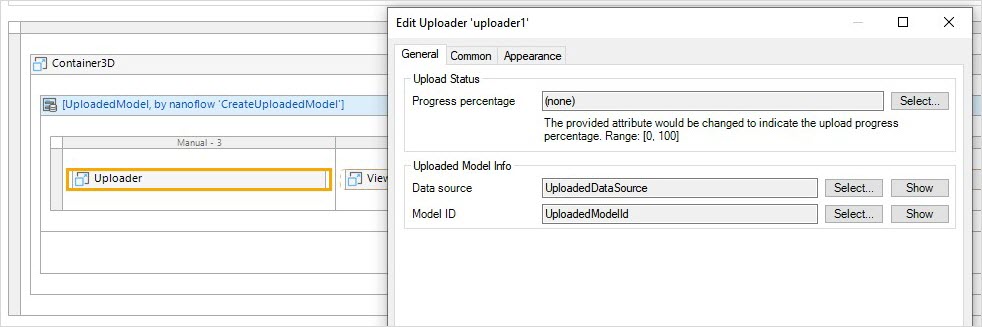 Container3D
[UploadedModel, by nanoflow 'CreateUploadedModel']
Manual - 3
Uploader
View
Edit Uploader 'uploader1'
General Common Appearance
Upload Status
Progress percentage (none) Select...
The provided attribute would be changed to indicate the upload progress
percentage. Range: [0, 100]
Uploaded Model Info
Data source UploadedDataSource Select... Show
Model ID UploadedModelId Select... Show